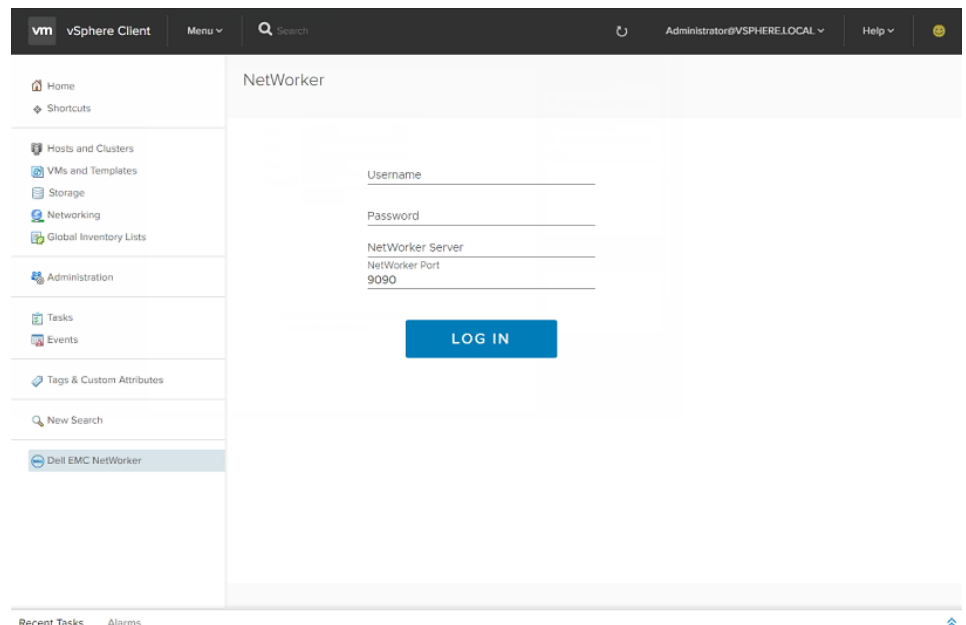 vm vSphere Client Menu Search Administrator@VSPHERE.LOCAL Help
NetWorker
Home
Shortcuts
Hosts and Clusters
VMs and Templates
Storage
Networking
Global Inventory Lists
Administration
Tasks
Events
Tags & Custom Attributes
New Search
Dell EMC NetWorker
Username
Password
NetWorker Server
NetWorker Port
9090
LOG IN
Recent Tasks Alarms